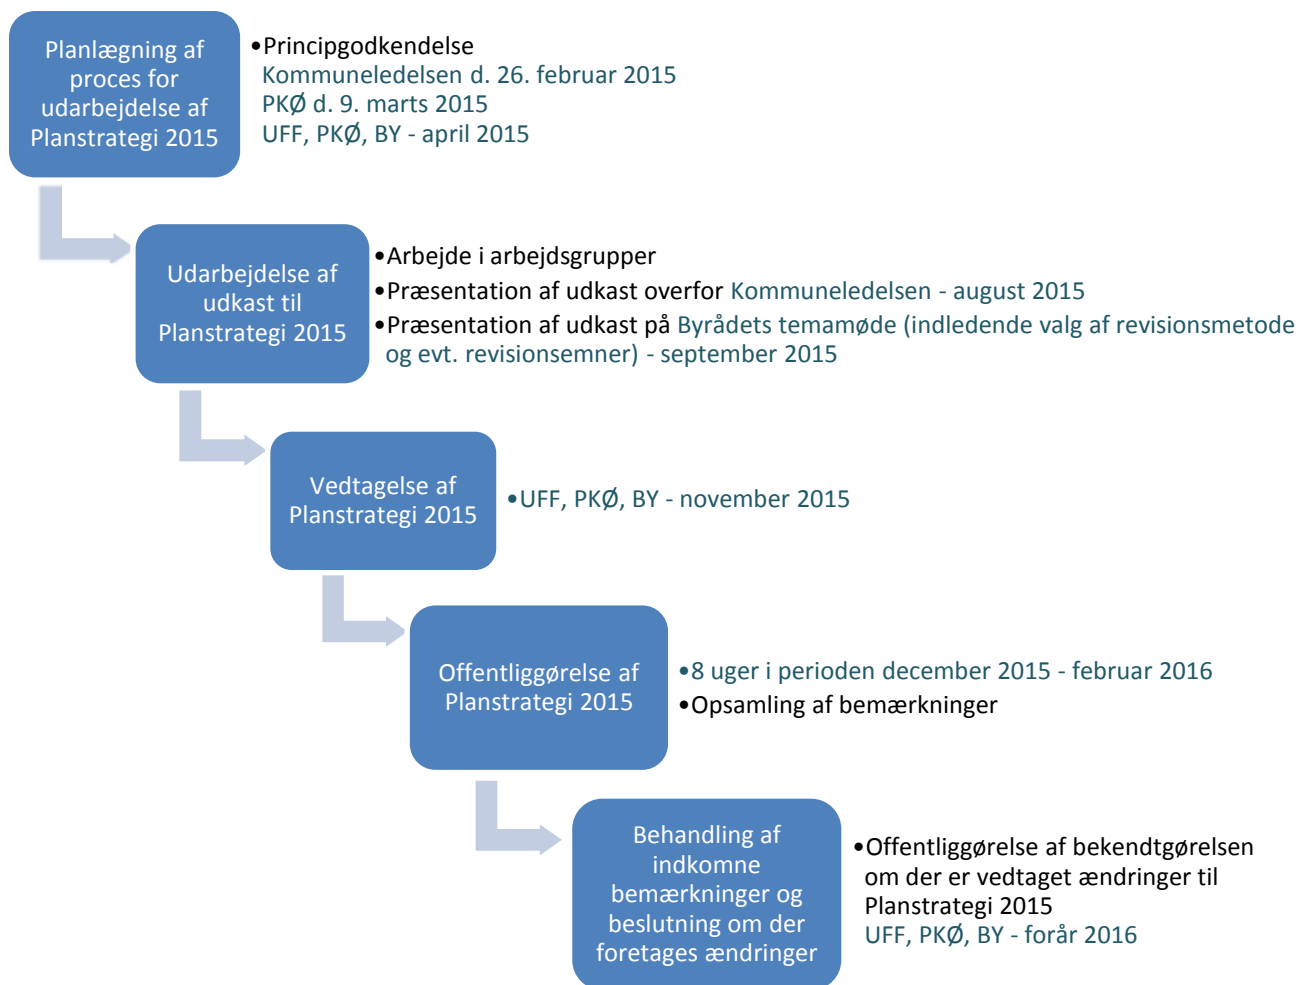 Planlægning af
proces for
udarbejdelse af
Planstrategi 2015
•Principgodkendelse
Kommuneledelsen d. 26. februar 2015
PKØ d. 9. marts 2015
UFF, PKØ, BY - april 2015
Udarbejdelse af
udkast til
Planstrategi 2015
•Arbejde i arbejdsgrupper
•Præsentation af udkast overfor Kommuneledelsen - august 2015
•Præsentation af udkast på Byrådets temamøde (indledende valg af revisionsmetode
og evt. revisionsemner) - september 2015
Vedtagelse af
Planstrategi 2015
•UFF, PKØ, BY - november 2015
Offentliggørelse af
Planstrategi 2015
•8 uger i perioden december 2015 - februar 2016
•Opsamling af bemærkninger
Behandling af
indkomne
bemærkninger og
beslutning om der
foretages ændringer
•Offentliggørelse af bekendtgørelsen
om der er vedtaget ændringer til
Planstrategi 2015
UFF, PKØ, BY - forår 2016